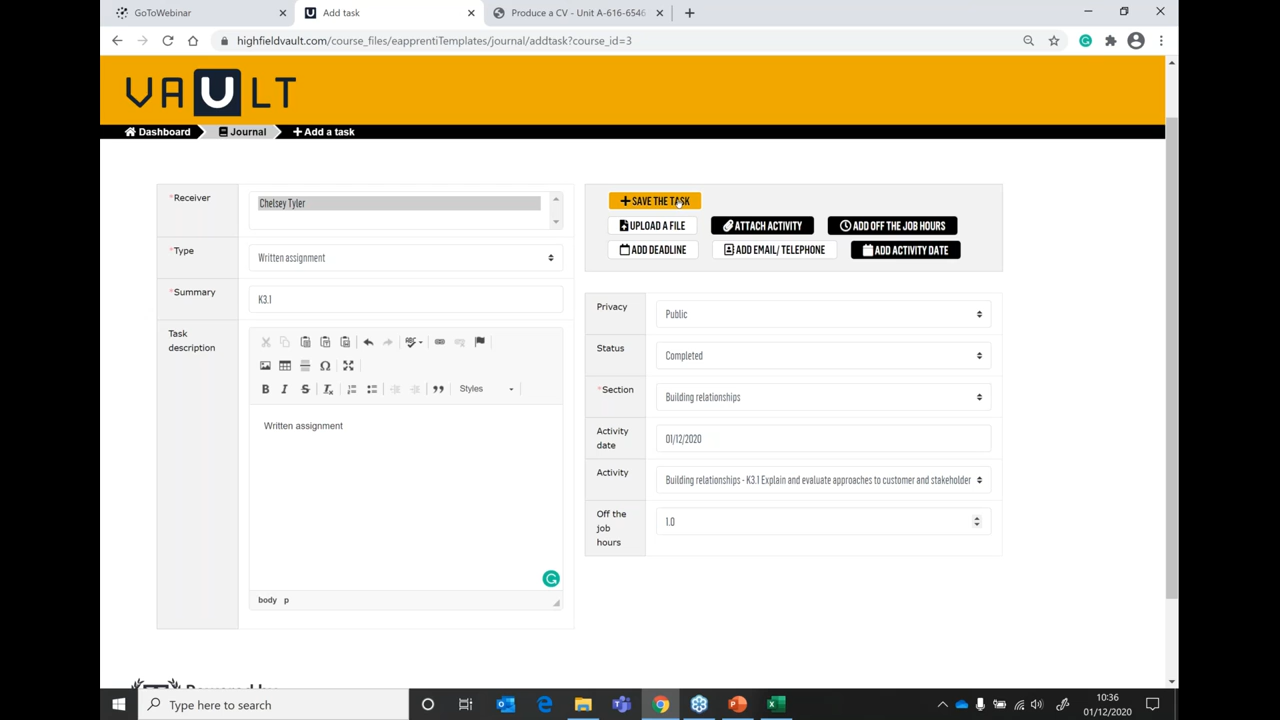 GoToWebinar
Add task
Produce a CV - Unit A-616-6546
highfieldvault.com/course_files/eapprentiTemplates/journal/addtask?course_id=3
VAULT
Dashboard
Journal
Add a task
*Receiver
Chelsey Tyler
*Type
Written assignment
*Summary
K3.1
Task
description
Styles
Written assignment
body p
SAVE THE TASK
UPLOAD A FILE
ATTACH ACTIVITY
ADD OFF THE JOB HOURS
ADD DEADLINE
ADD EMAIL/ TELEPHONE
ADD ACTIVITY DATE
Privacy
Public
Status
Completed
*Section
Building relationships
Activity
date
01/12/2020
Activity
Building relationships - K3.1 Explain and evaluate approaches to customer and stakeholder
Off the
job
hours
1.0
Type here to search
10:36
01/12/2020